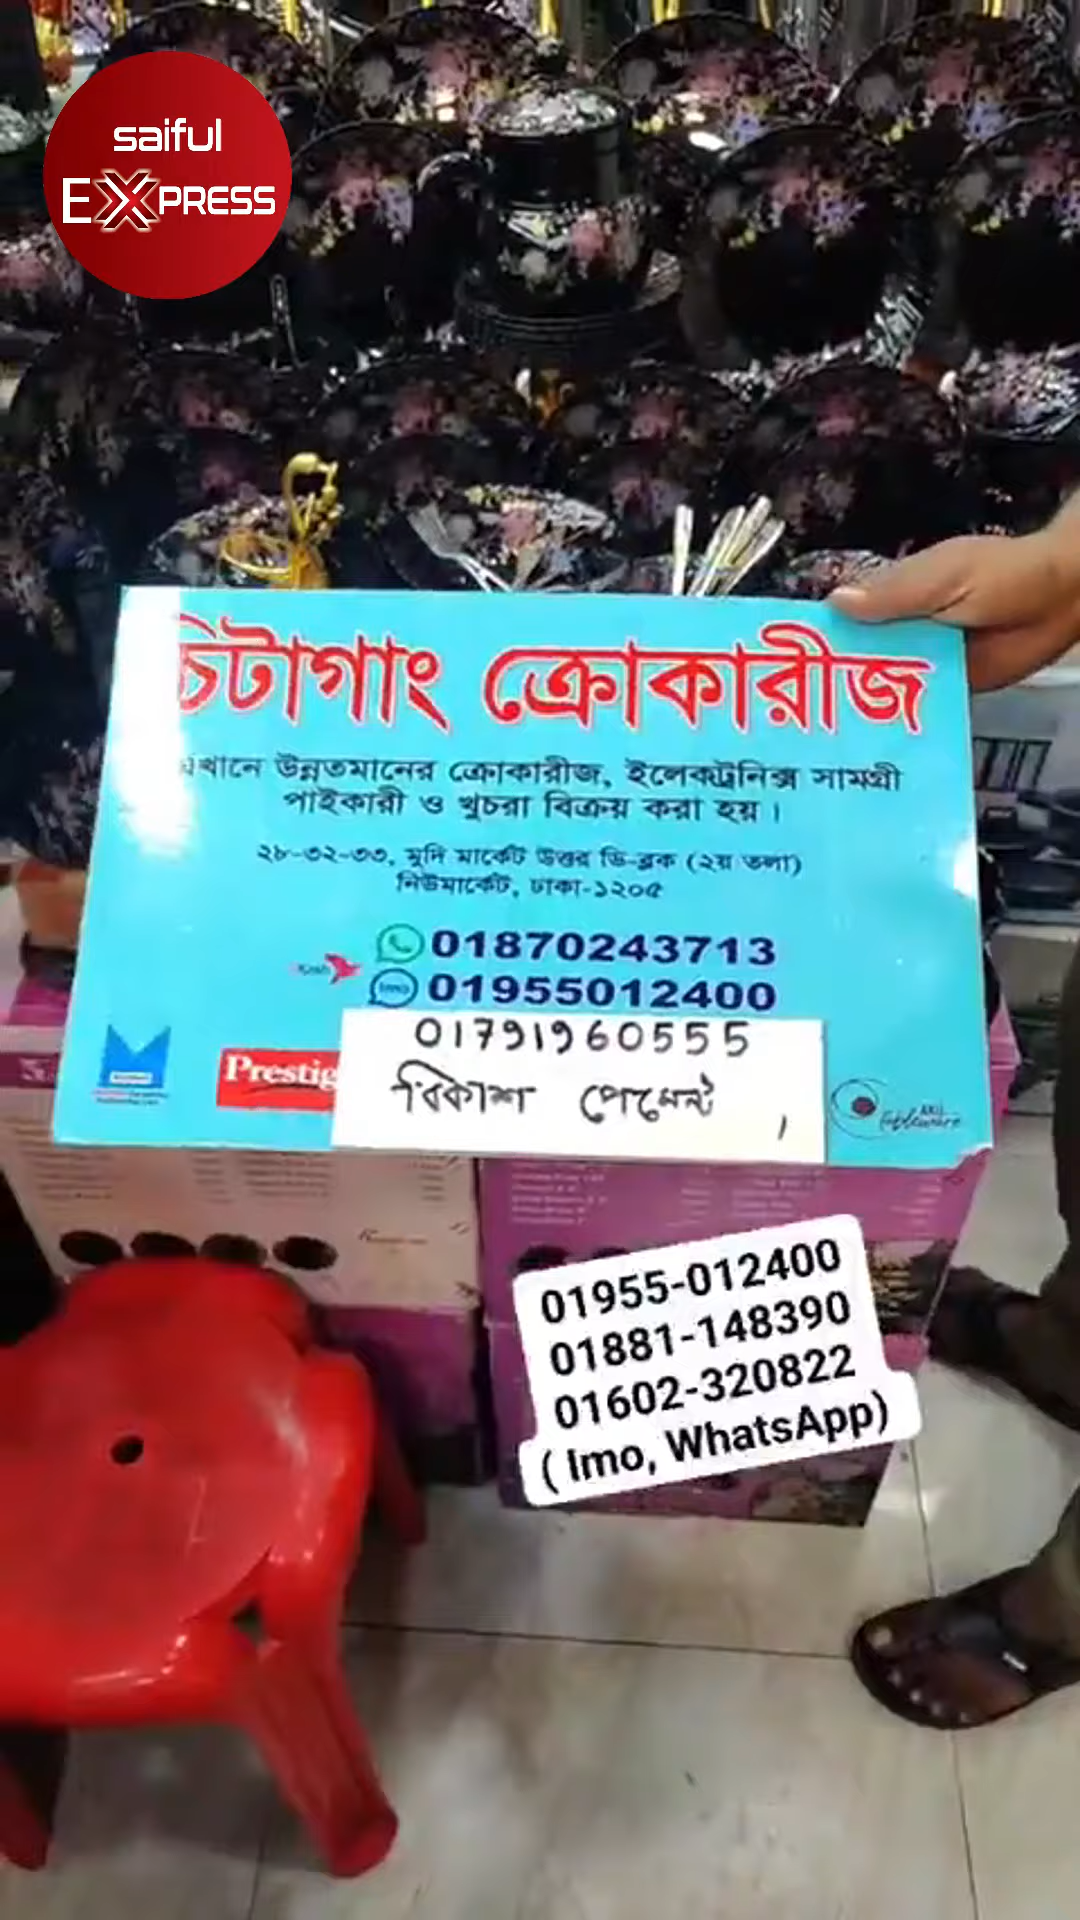 saiful
EXPRESS
চিটাগাং ক্রোকারীজ
এখানে উন্নতমানের ক্রোকারীজ, ইলেকট্রনিক্স সামগ্রী
পাইকারী ও খুচরা বিক্রয় করা হয়।
২৮-৩২-৩৩, মুদি মার্কেট উত্তর ডি-ব্লক (২য় তলা)
নিউমার্কেট, ঢাকা-১২০৫
01870243713
01955012400
01791960555
বিকাশ পেমেন্ট
Prestig
01955-012400
01881-148390
01602-320822
( Imo, WhatsApp)